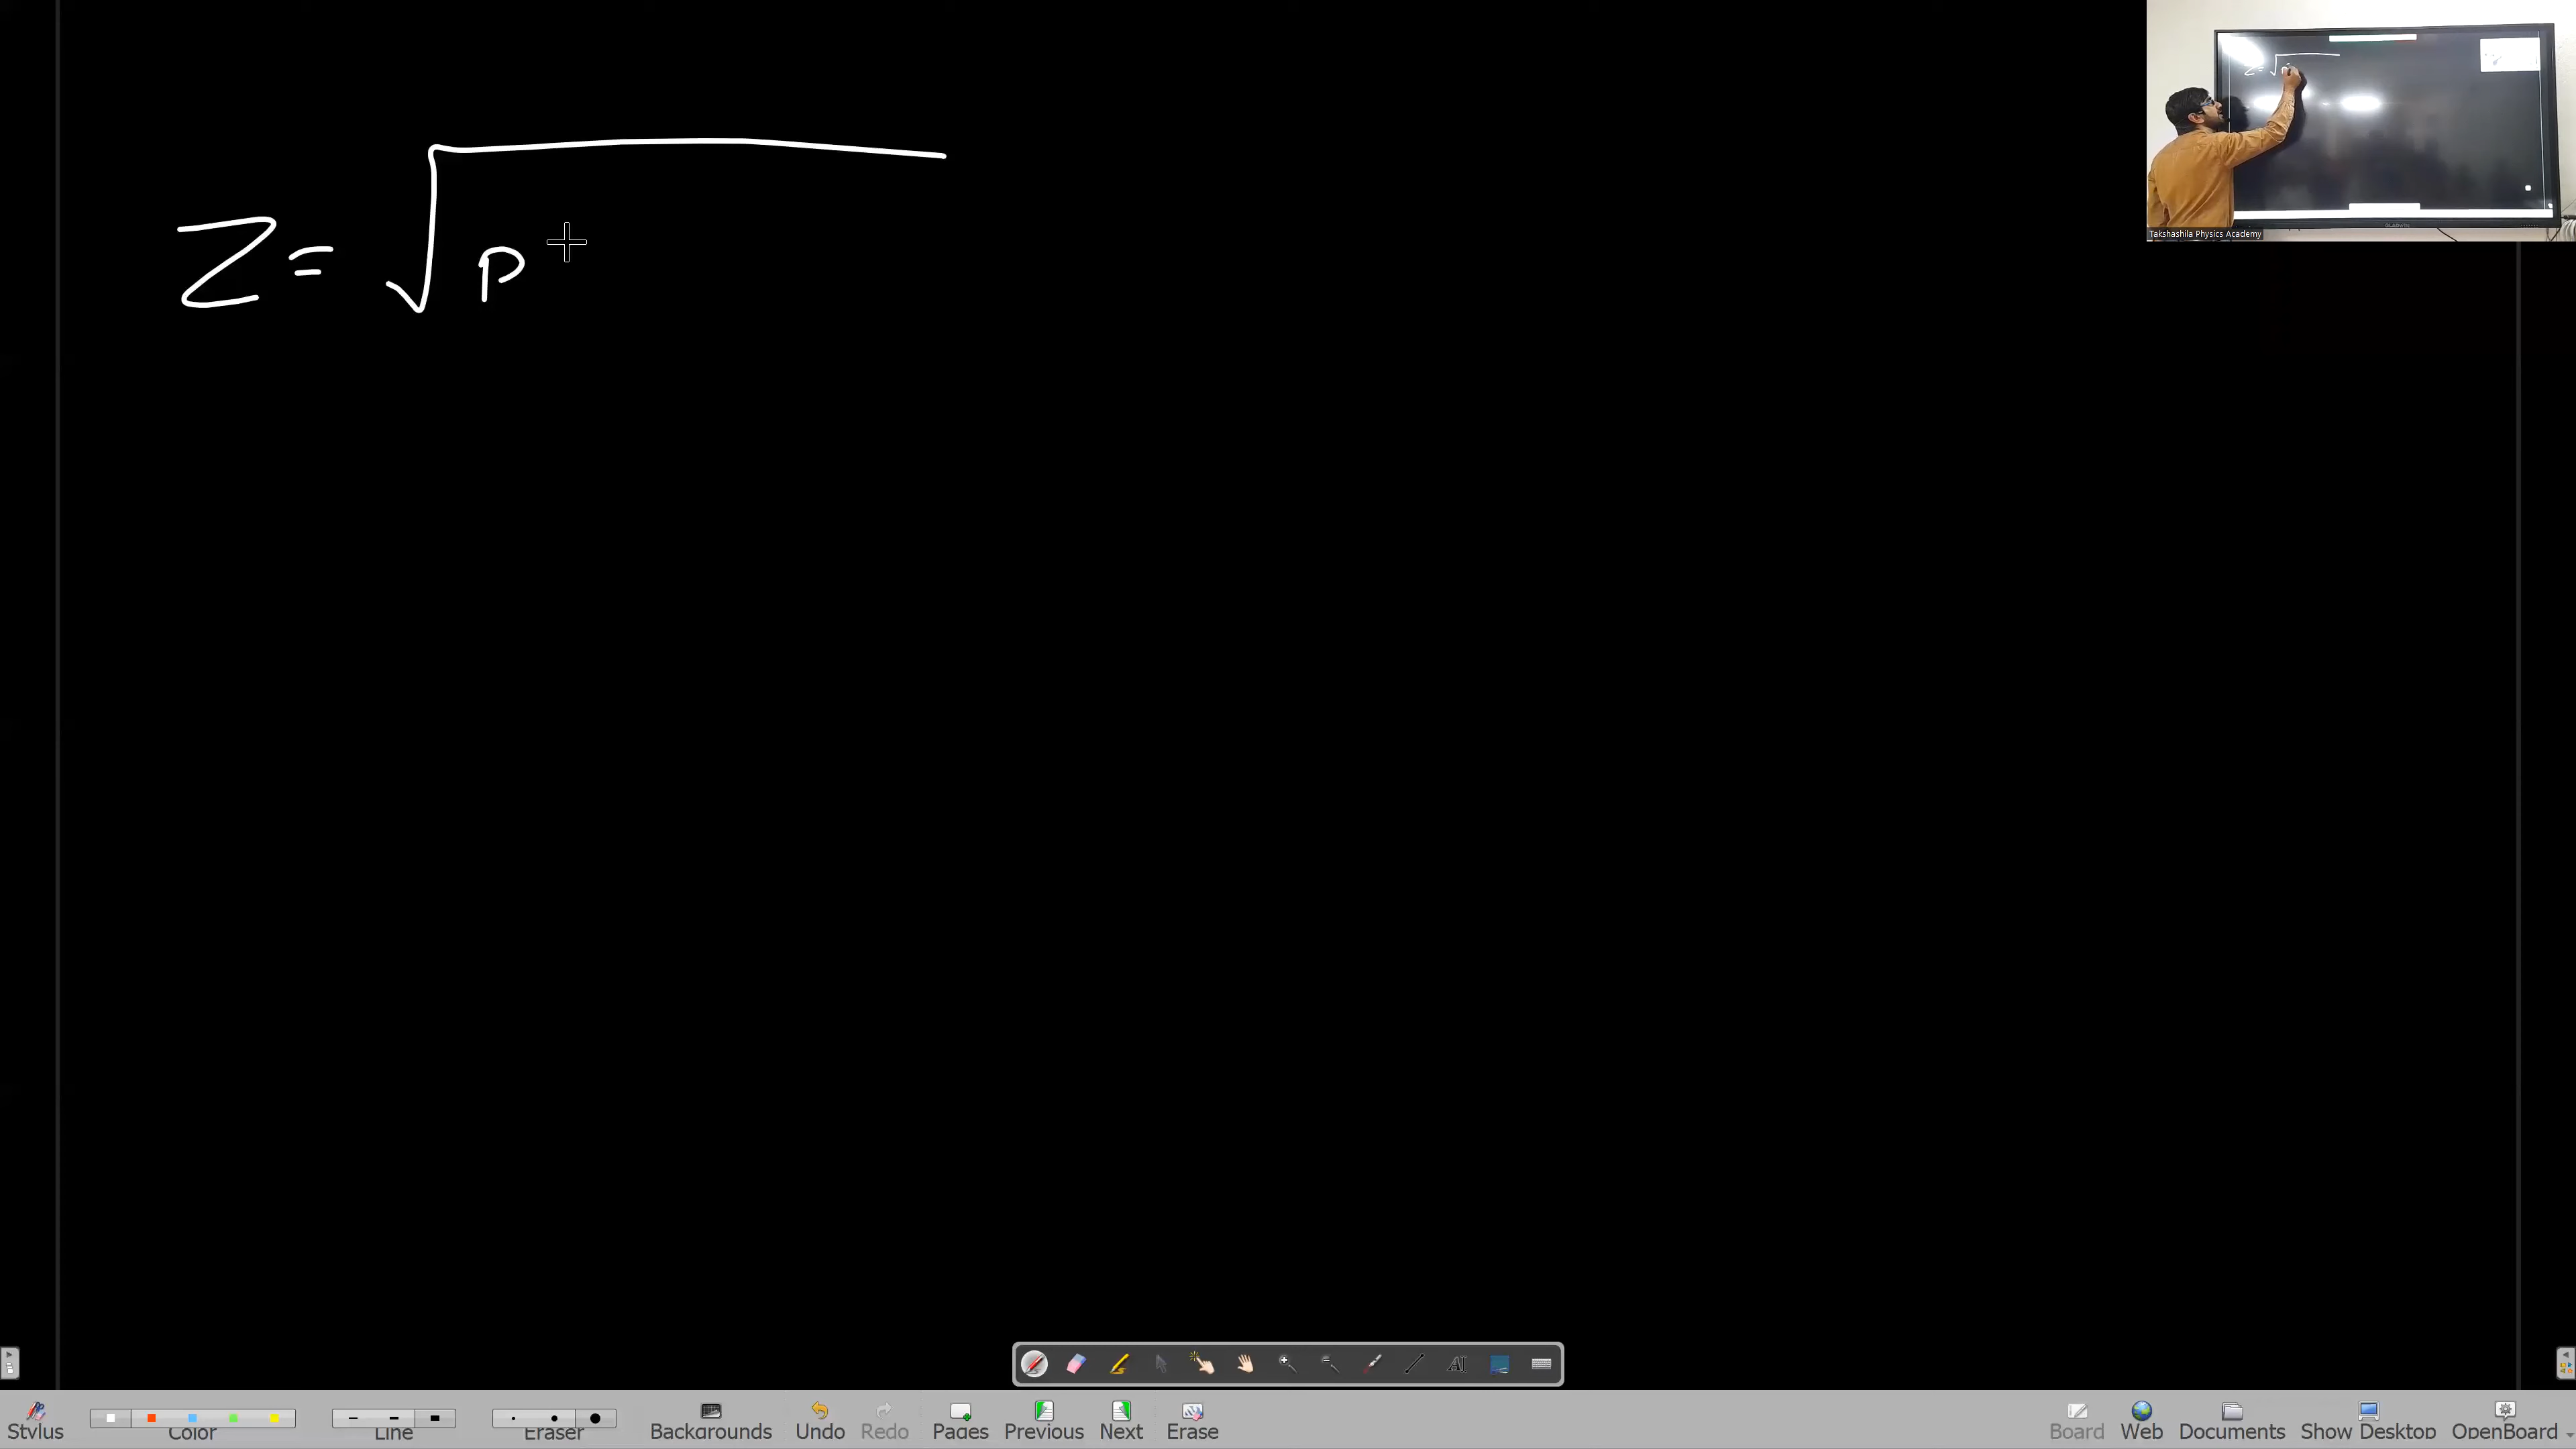 Z = √p
Takshashila Physics Academy
Stylus
Color
Line
Eraser
Backgrounds
Undo
Redo
Pages
Previous
Next
Erase
Board
Web
Documents
Show Desktop
OpenBoard